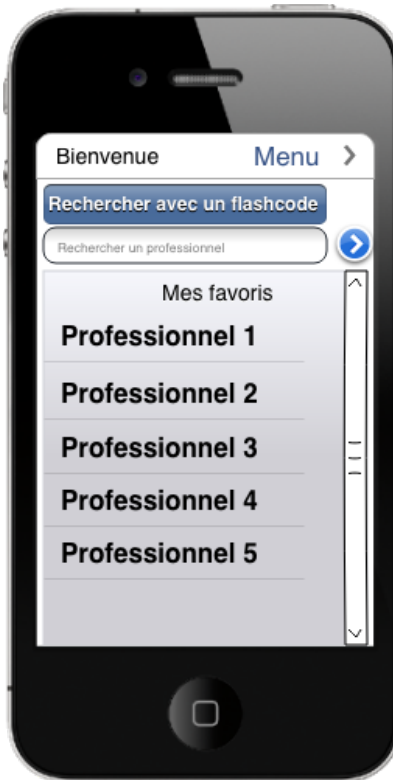 Bienvenue Menu
Rechercher avec un flashcode
Rechercher un professionnel
Mes favoris
Professionnel 1
Professionnel 2
Professionnel 3
Professionnel 4
Professionnel 5